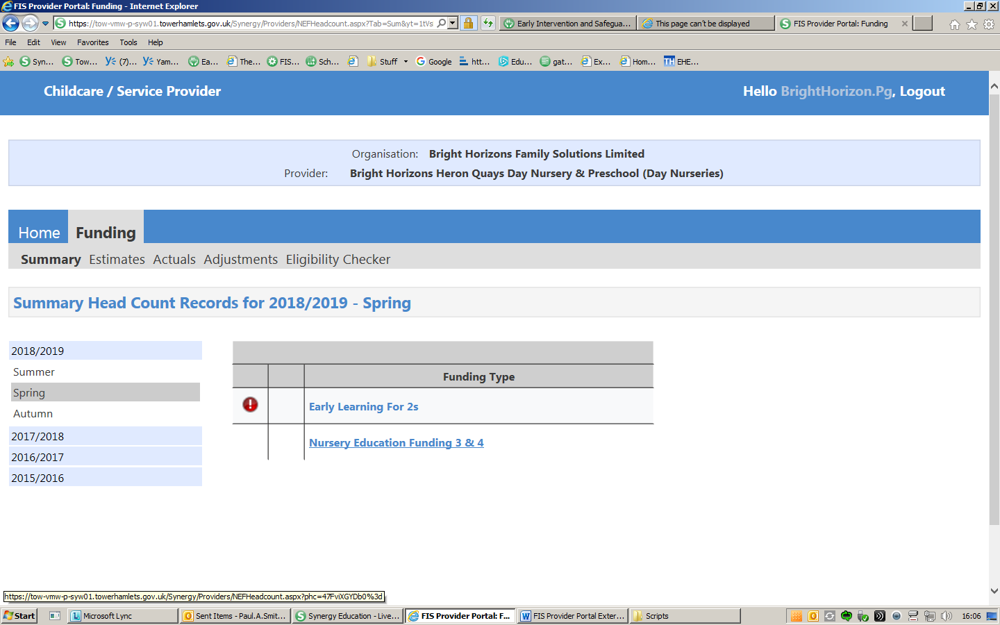 FIS Provider Portal: Funding - Internet Explorer
https://tow-vmw-p-syw01.towerhamlets.gov.uk/Synergy/Providers/NEFHeadcount.aspx?Tab=Sum&yt=1tVs
Early Intervention and Safegua...
This page can't be displayed
FIS Provider Portal: Funding
File Edit View Favorites Tools Help
Syn... Tow... (7)... Yam... Ea... The... FIS... Sch... Stuff Google htt... Edu... gat... Ex... Hom... TH EHE...
Childcare / Service Provider
Hello BrightHorizon.Pg, Logout
Organisation: Bright Horizons Family Solutions Limited
Provider: Bright Horizons Heron Quays Day Nursery & Preschool (Day Nurseries)
Home Funding
Summary Estimates Actuals Adjustments Eligibility Checker
Summary Head Count Records for 2018/2019 - Spring
2018/2019
Summer
Spring
Autumn
2017/2018
2016/2017
2015/2016
Funding Type
Early Learning For 2s
Nursery Education Funding 3 & 4
https://tow-vmw-p-syw01.towerhamlets.gov.uk/Synergy/Providers/NEFHeadcount.aspx?phc=47FviXGYDb0%3d
Start
Microsoft Lync
Sent Items - Paul.A.Smit...
Synergy Education - Live...
FIS Provider Portal: F...
FIS Provider Portal Exter...
Scripts
16:06